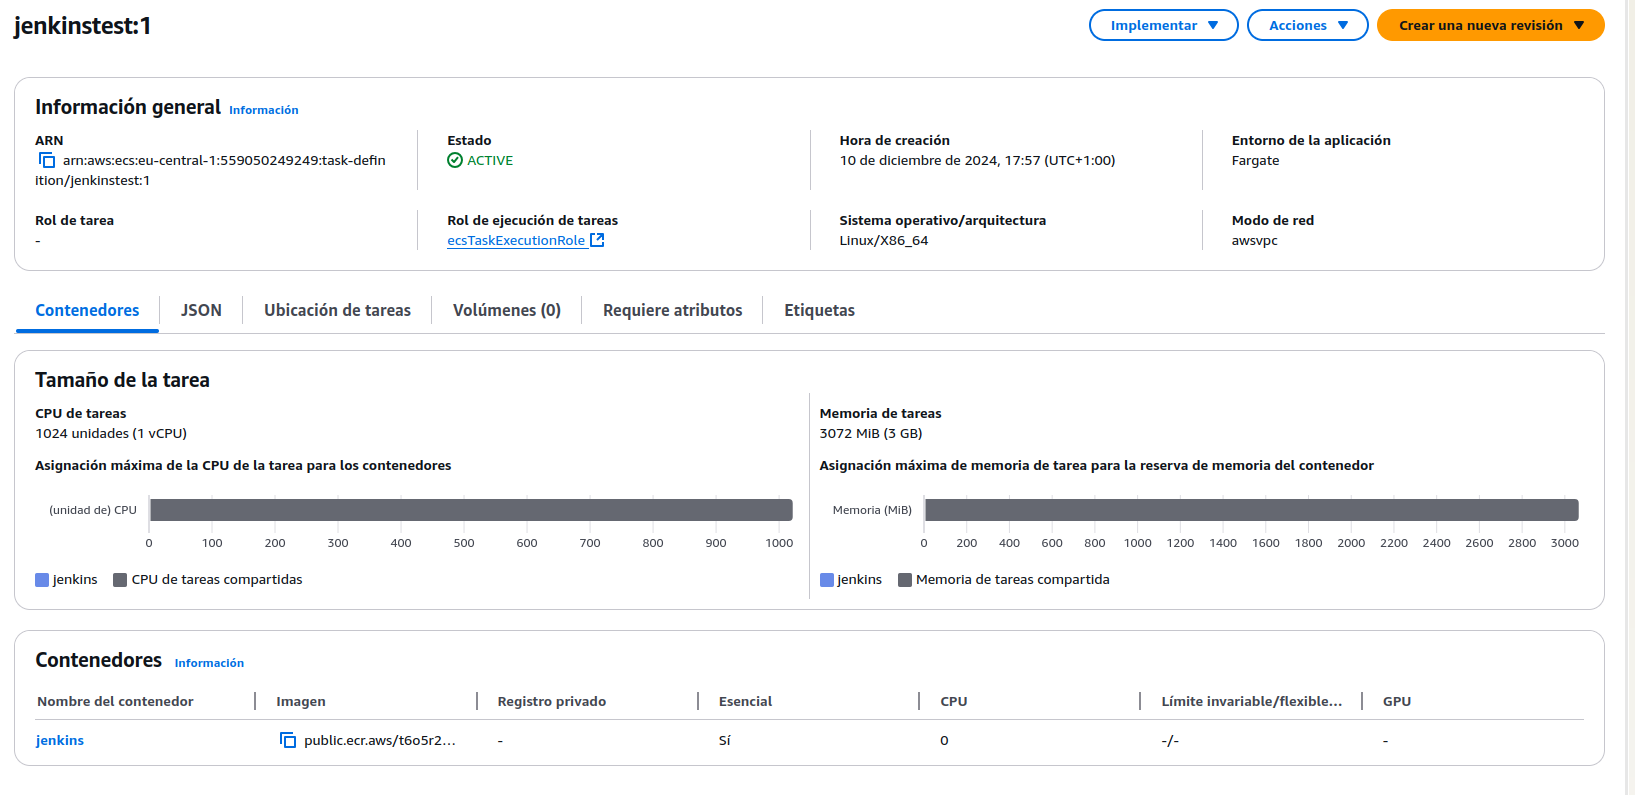 jenkinstest:1
Implementar
Acciones
Crear una nueva revisión
Información general Información
ARN
arn:aws:ecs:eu-central-1:559050249249:task-defin
ition/jenkinstest:1
Estado
ACTIVE
Hora de creación
10 de diciembre de 2024, 17:57 (UTC+1:00)
Entorno de la aplicación
Fargate
Rol de tarea
-
Rol de ejecución de tareas
ecsTaskExecutionRole
Sistema operativo/arquitectura
Linux/X86_64
Modo de red
awsvpc
Contenedores JSON Ubicación de tareas Volúmenes (0) Requiere atributos Etiquetas
Tamaño de la tarea
CPU de tareas
1024 unidades (1 vCPU)
Asignación máxima de la CPU de la tarea para los contenedores
(unidad de) CPU
0 100 200 300 400 500 600 700 800 900 1000
jenkins CPU de tareas compartidas
Memoria de tareas
3072 MiB (3 GB)
Asignación máxima de memoria de tarea para la reserva de memoria del contenedor
Memoria (MiB)
0 200 400 600 800 1000 1200 1400 1600 1800 2000 2200 2400 2600 2800 3000
jenkins Memoria de tareas compartida
Contenedores Información
Nombre del contenedor Imagen Registro privado Esencial CPU Límite invariable/flexible... GPU
jenkins public.ecr.aws/t6o5r2... - Sí 0 -/- -